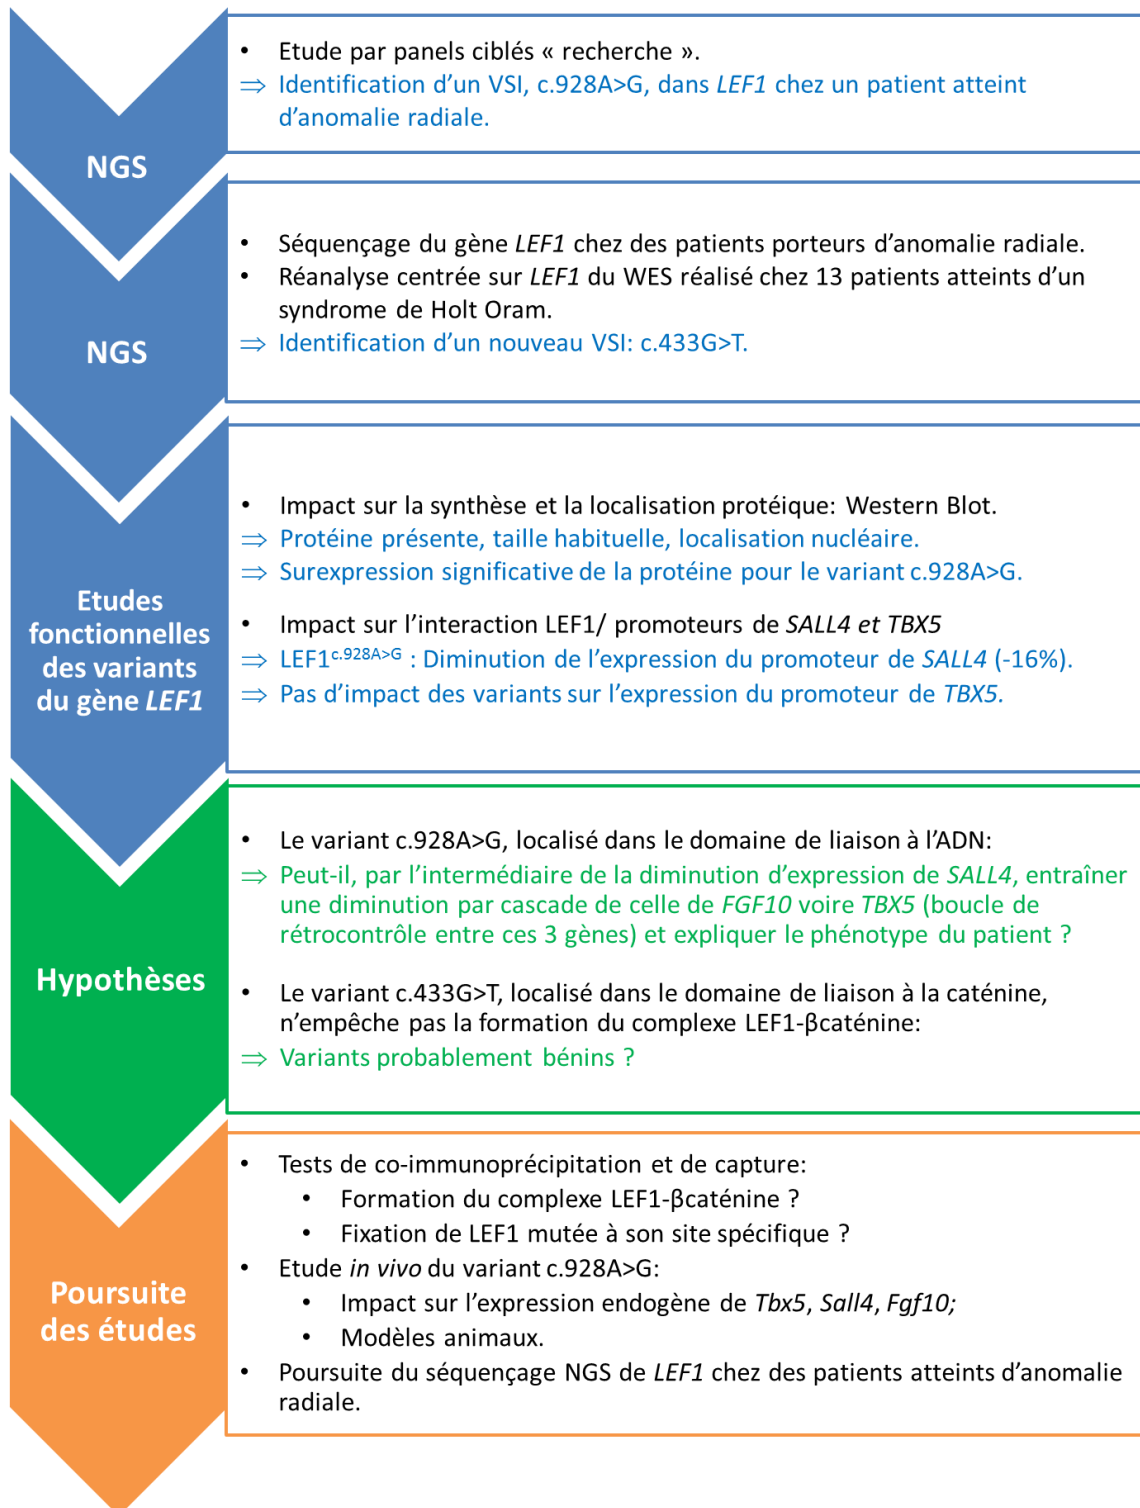 NGS
• Etude par panels ciblés « recherche ».
⇒ Identification d’un VSI, c.928A>G, dans LEF1 chez un patient atteint
d’anomalie radiale.
NGS
• Séquençage du gène LEF1 chez des patients porteurs d’anomalie radiale.
• Réanalyse centrée sur LEF1 du WES réalisé chez 13 patients atteints d’un
syndrome de Holt Oram.
⇒ Identification d’un nouveau VSI: c.433G>T.
Etudes
fonctionnelles
des variants
du gène LEF1
• Impact sur la synthèse et la localisation protéique: Western Blot.
⇒ Protéine présente, taille habituelle, localisation nucléaire.
⇒ Surexpression significative de la protéine pour le variant c.928A>G.
• Impact sur l’interaction LEF1/ promoteurs de SALL4 et TBX5
⇒ LEF1c.928A>G : Diminution de l’expression du promoteur de SALL4 (-16%).
⇒ Pas d’impact des variants sur l’expression du promoteur de TBX5.
Hypothèses
• Le variant c.928A>G, localisé dans le domaine de liaison à l’ADN:
⇒ Peut-il, par l’intermédiaire de la diminution d’expression de SALL4, entraîner
une diminution par cascade de celle de FGF10 voire TBX5 (boucle de
rétrocontrôle entre ces 3 gènes) et expliquer le phénotype du patient ?
• Le variant c.433G>T, localisé dans le domaine de liaison à la caténine,
n’empêche pas la formation du complexe LEF1-βcaténine:
⇒ Variants probablement bénins ?
Poursuite
des études
• Tests de co-immunoprécipitation et de capture:
• Formation du complexe LEF1-βcaténine ?
• Fixation de LEF1 mutée à son site spécifique ?
• Etude in vivo du variant c.928A>G:
• Impact sur l’expression endogène de Tbx5, Sall4, Fgf10;
• Modèles animaux.
• Poursuite du séquençage NGS de LEF1 chez des patients atteints d’anomalie
radiale.